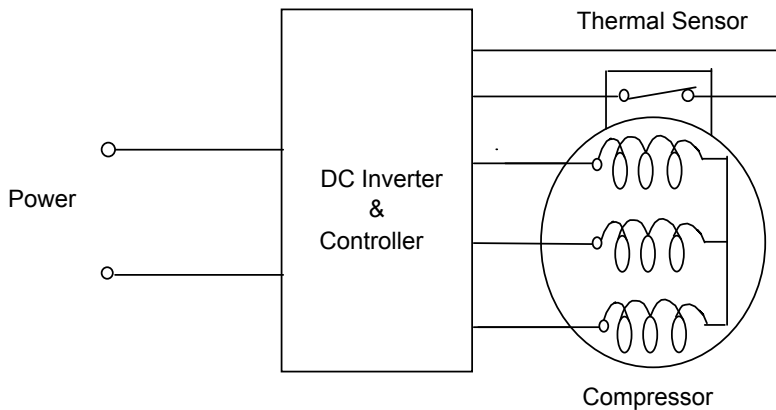 Thermal Sensor
Power
DC Inverter
&
Controller
Compressor